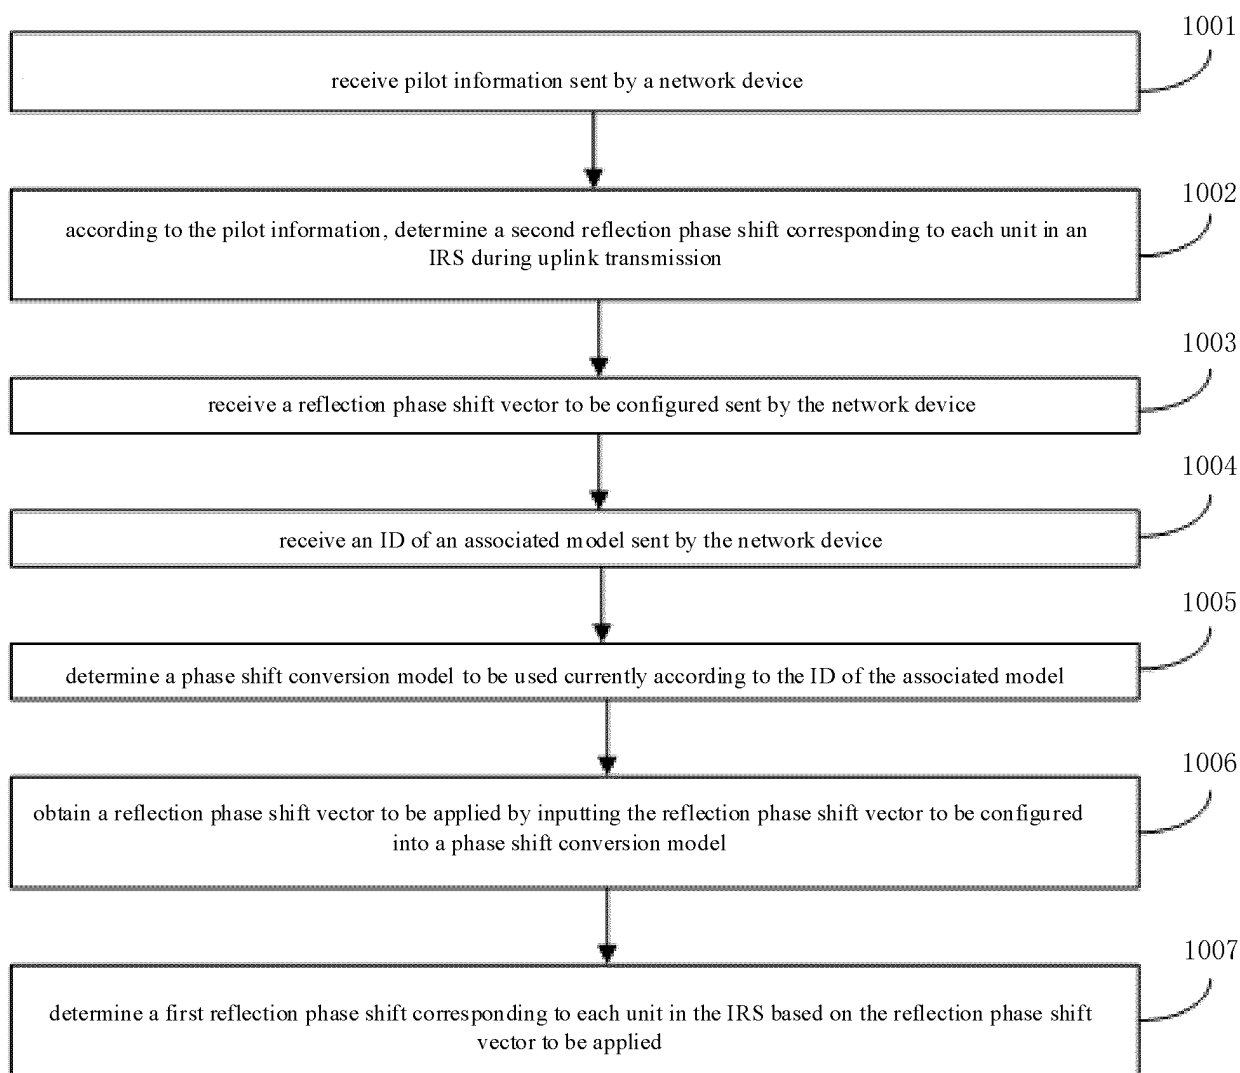 1001
receive pilot information sent by a network device
1002
according to the pilot information, determine a second reflection phase shift corresponding to each unit in an
IRS during uplink transmission
1003
receive a reflection phase shift vector to be configured sent by the network device
1004
receive an ID of an associated model sent by the network device
1005
determine a phase shift conversion model to be used currently according to the ID of the associated model
1006
obtain a reflection phase shift vector to be applied by inputting the reflection phase shift vector to be configured
into a phase shift conversion model
1007
determine a first reflection phase shift corresponding to each unit in the IRS based on the reflection phase shift
vector to be applied